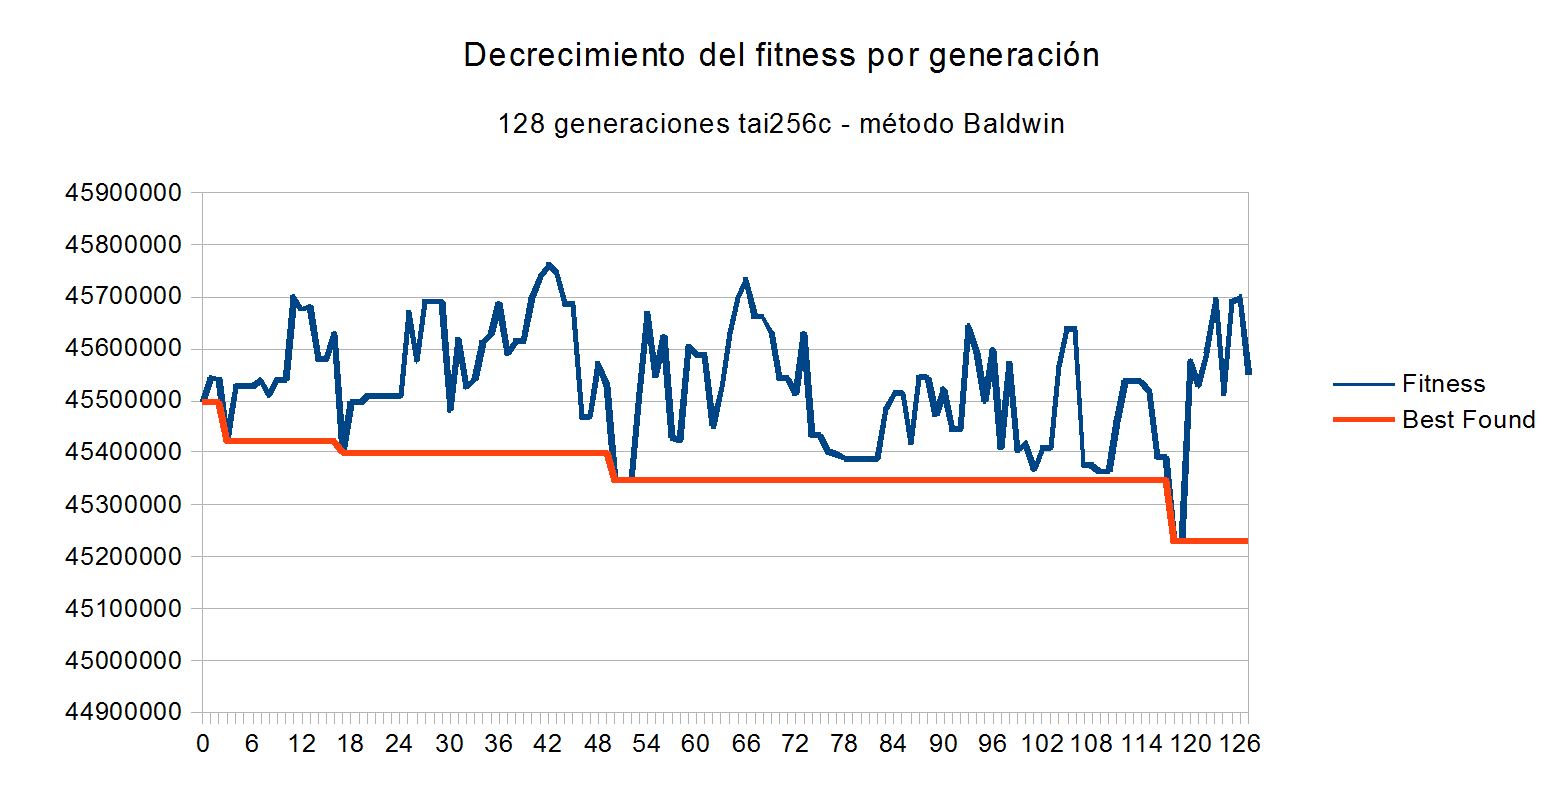 Decrecimiento del fitness por generación
128 generaciones tai256c - método Baldwin
45900000
45800000
45700000
45600000
45500000
45400000
45300000
45200000
45100000
45000000
44900000
0 6 12 18 24 30 36 42 48 54 60 66 72 78 84 90 96 102 108 114 120 126
Fitness
Best Found